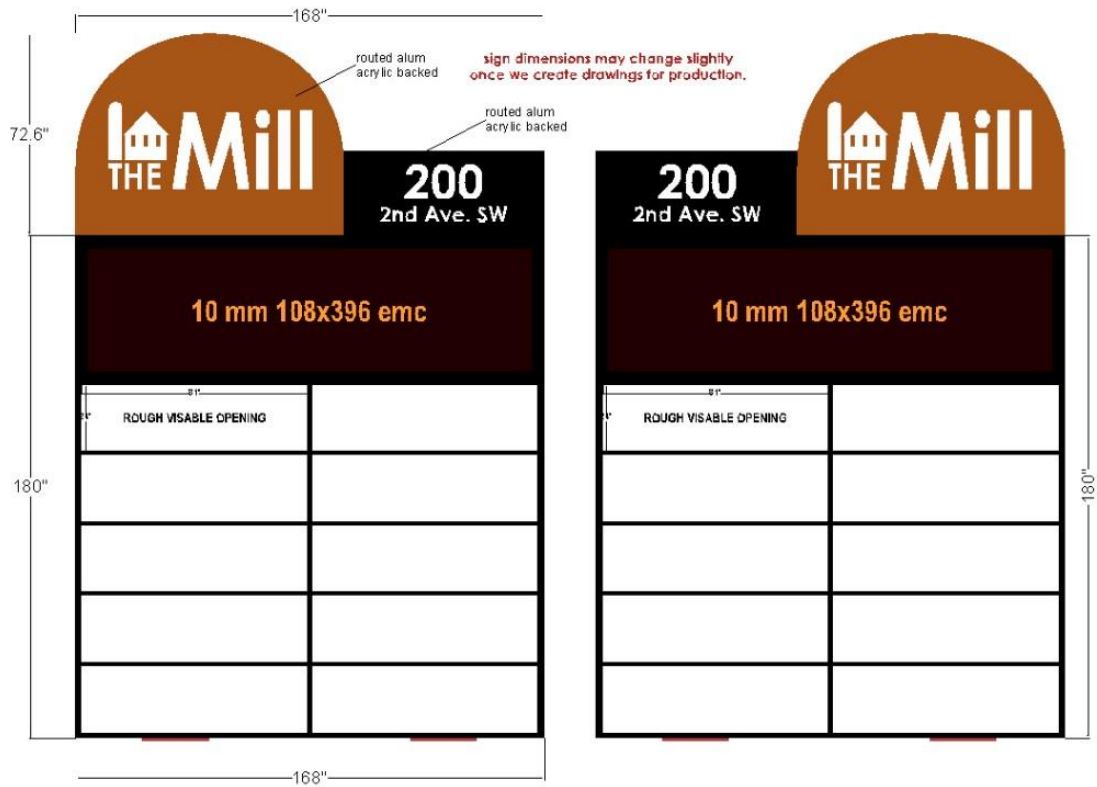 168"
routed alum
acrylic backed
sign dimensions may change slightly
once we create drawings for production.
routed alum
acrylic backed
72.6"
THE Mill
200
2nd Ave. SW
200
2nd Ave. SW
THE Mill
10 mm 108x396 emc
10 mm 108x396 emc
81"
ROUGH VISABLE OPENING
81"
ROUGH VISABLE OPENING
180"
180"
168"